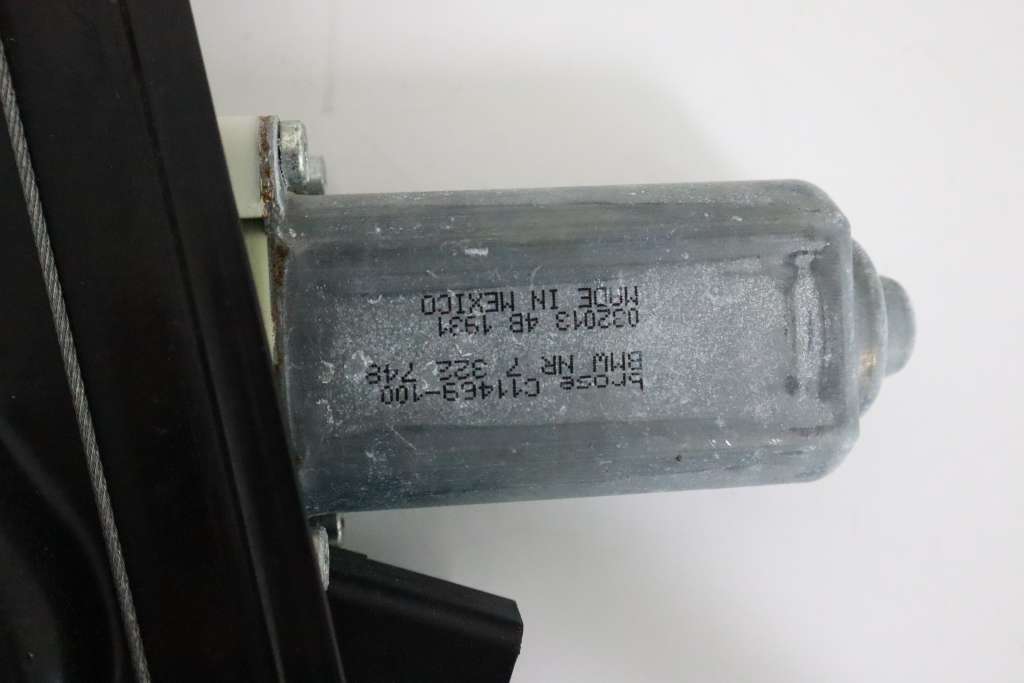 brose C11469-100
BMW NR 7 322 748
032013 4B 1931
MADE IN MEXICO